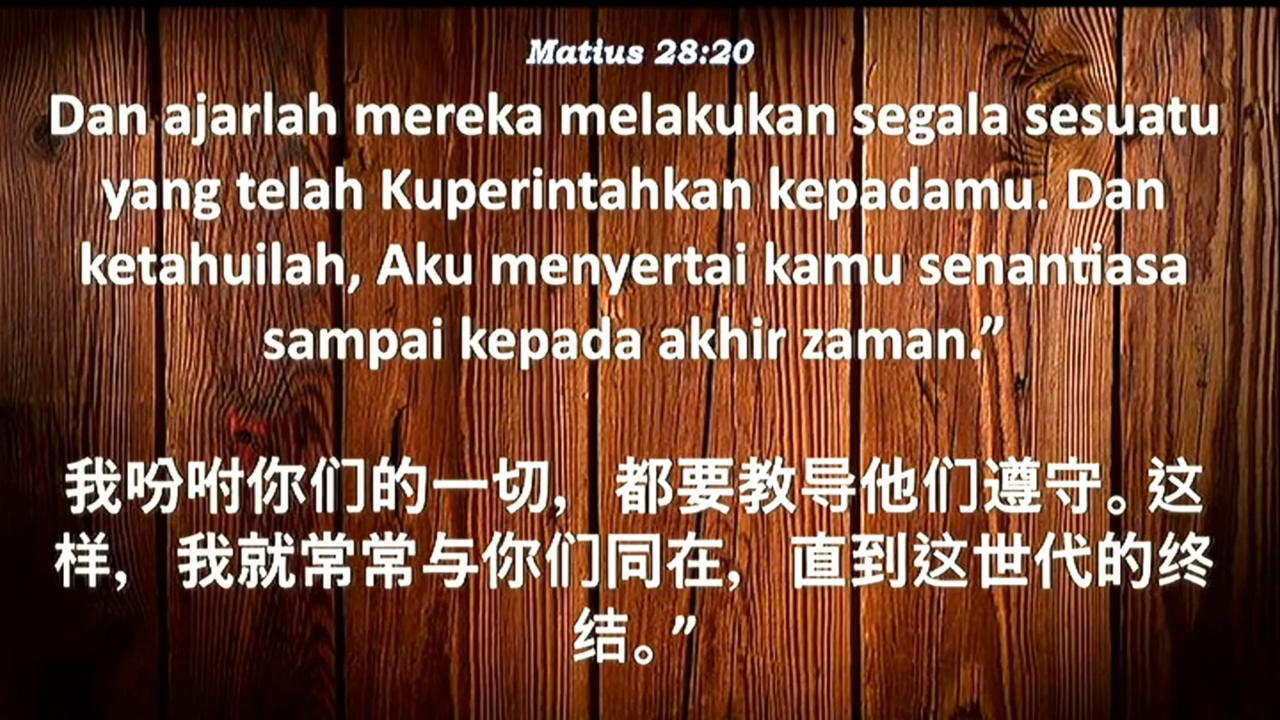 Matius 28:20
Dan ajarlah mereka melakukan segala sesuatu
yang telah Kuperintahkan kepadamu. Dan
ketahuilah, Aku menyertai kamu senantiasa
sampai kepada akhir zaman.”
我吩咐你们的一切, 都要教导他们遵守。这
样, 我就常常与你们同在, 直到这世代的终
结。”